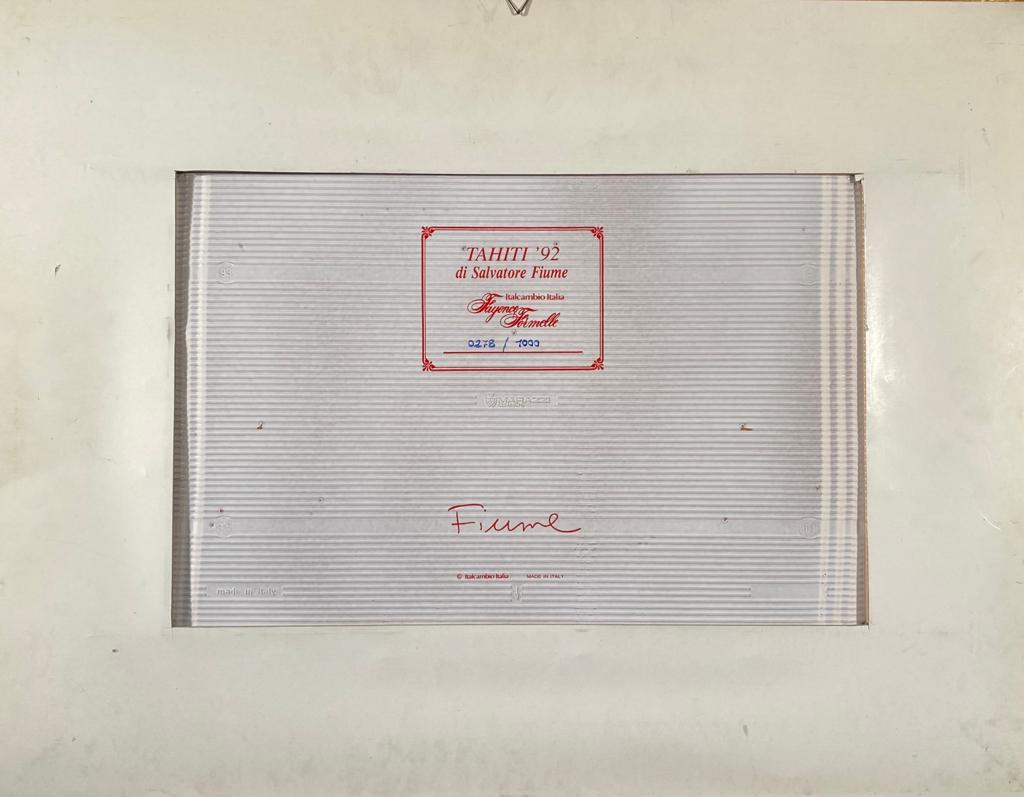 TAHITI '92
di Salvatore Fiume
Italcambio Italia
Fayence
Formelle
0278 / 1000
MARAZZI
Fiume
© Italcambio Italia MADE IN ITALY
made in Italy